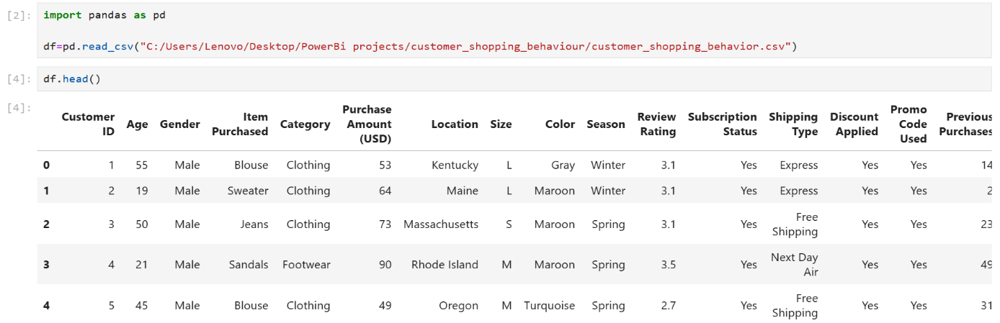 [2]: import pandas as pd
df=pd.read_csv("C:/Users/Lenovo/Desktop/PowerBi projects/customer_shopping_behaviour/customer_shopping_behavior.csv")
[4]: df.head()
[4]:
Customer ID Age Gender Item Purchased Category Purchase Amount (USD) Location Size Color Season Review Rating Subscription Status Shipping Type Discount Applied Promo Code Used Previous Purchases
0 1 55 Male Blouse Clothing 53 Kentucky L Gray Winter 3.1 Yes Express Yes Yes 14
1 2 19 Male Sweater Clothing 64 Maine L Maroon Winter 3.1 Yes Express Yes Yes 2
2 3 50 Male Jeans Clothing 73 Massachusetts S Maroon Spring 3.1 Yes Free Shipping Yes Yes 23
3 4 21 Male Sandals Footwear 90 Rhode Island M Maroon Spring 3.5 Yes Next Day Air Yes Yes 49
4 5 45 Male Blouse Clothing 49 Oregon M Turquoise Spring 2.7 Yes Free Shipping Yes Yes 31